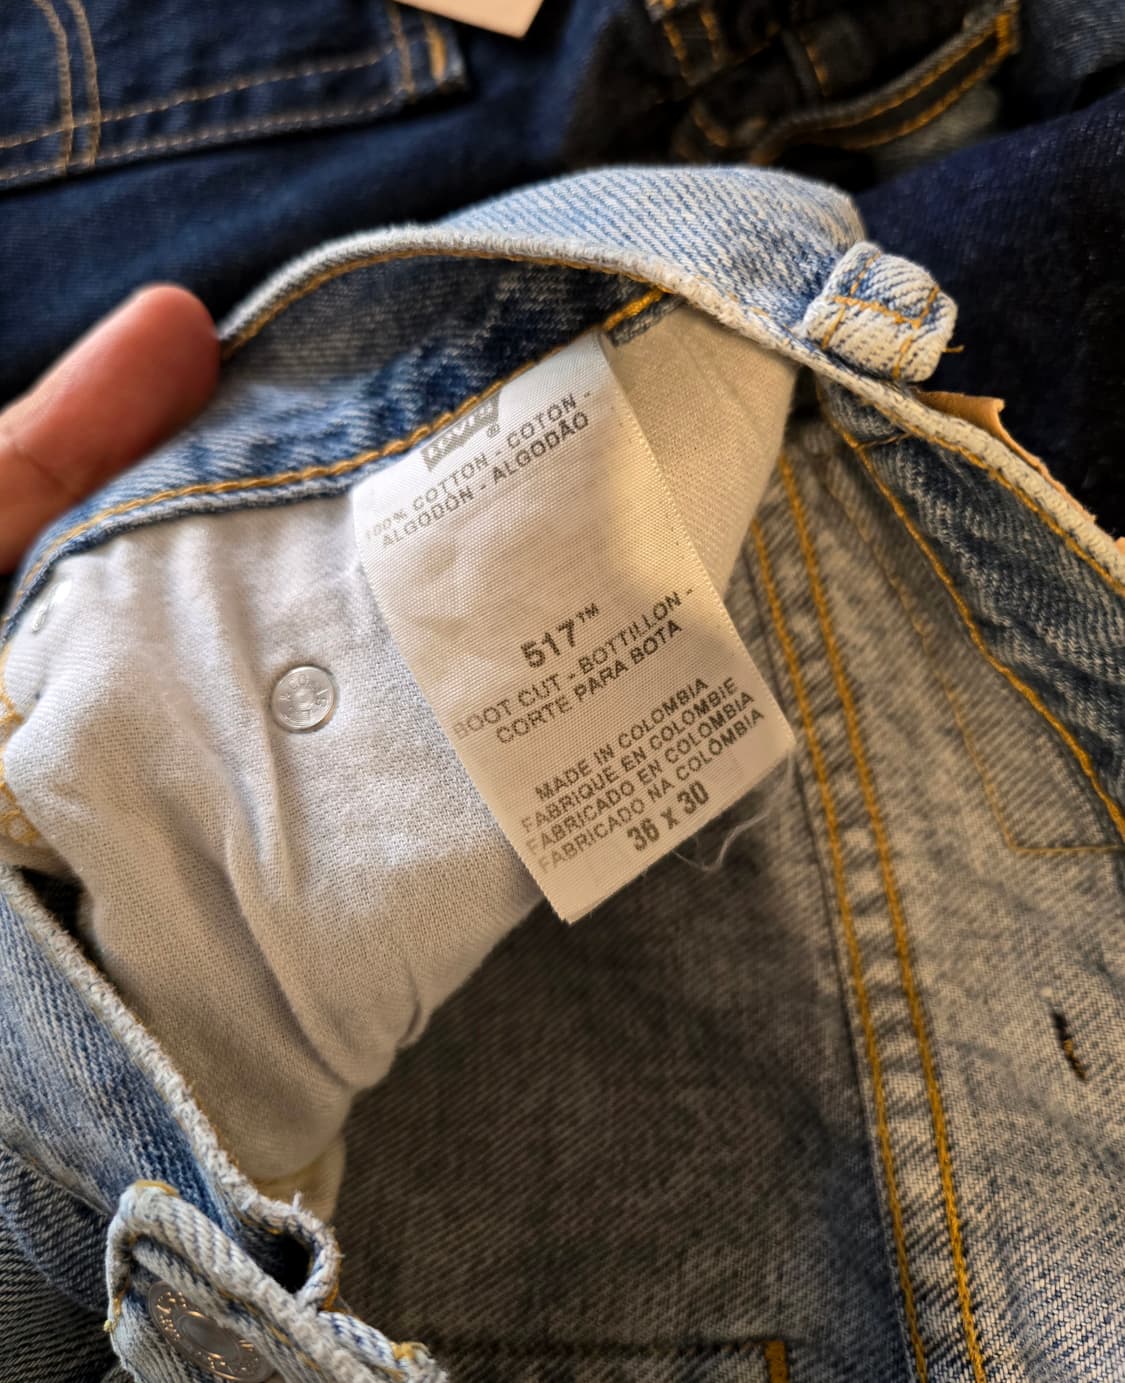 Levi's®
100% COTTON - COTON -
ALGODÓN - ALGODÃO
517™
BOOT CUT - BOTTILLON -
CORTE PARA BOTA
MADE IN COLOMBIA
FABRIQUE EN COLOMBIE
FABRICADO EN COLOMBIA
FABRICADO NA COLÔMBIA
36 x 30